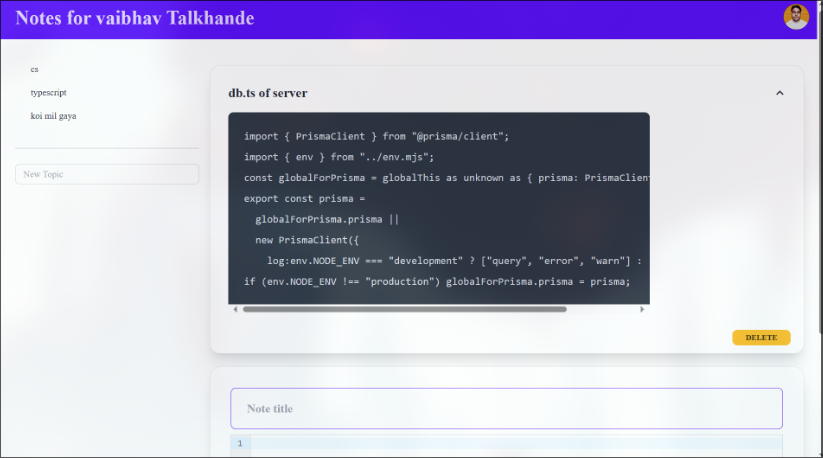 Notes for vaibhav Talkhande
cs
typescript
koi mil gaya
New Topic
db.ts of server
import { PrismaClient } from "@prisma/client";
import { env } from "../env.mjs";
const globalForPrisma = globalThis as unknown as { prisma: PrismaClient
export const prisma =
globalForPrisma.prisma ||
new PrismaClient({
log:env.NODE_ENV === "development" ? ["query", "error", "warn"] :
if (env.NODE_ENV !== "production") globalForPrisma.prisma = prisma;
DELETE
Note title
1